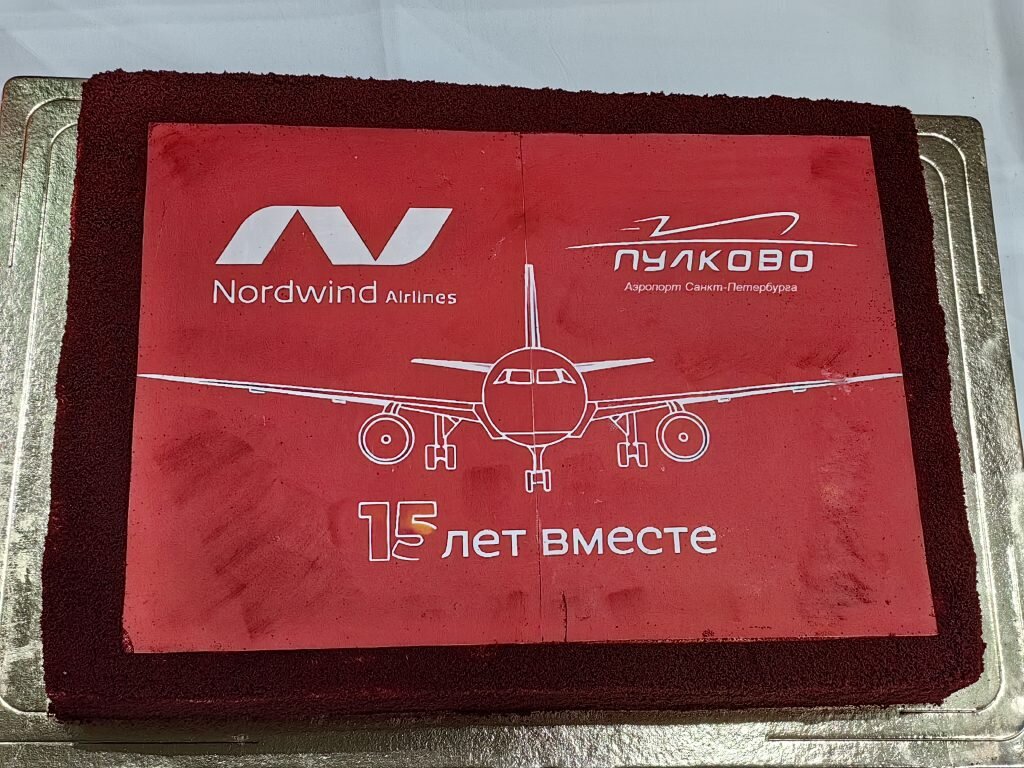 Nordwind Airlines
ПУЛКОВО
Аэропорт Санкт-Петербурга
15 лет вместе